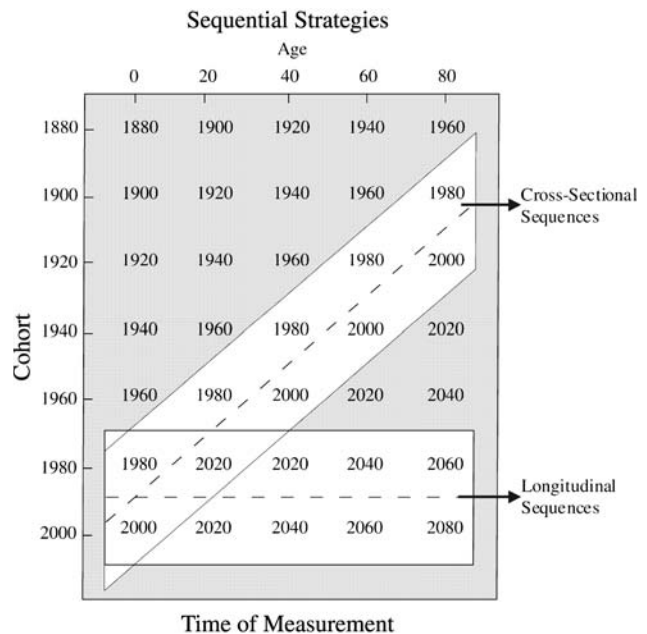 Sequential Strategies
Age
0 20 40 60 80
1880 1880 1900 1920 1940 1960
1900 1900 1920 1940 1960 1980
Cross-Sectional
Sequences
1920 1920 1940 1960 1980 2000
1940 1940 1960 1980 2000 2020
Cohort
1960 1960 1980 2000 2020 2040
1980 1980 2020 2020 2040 2060
Longitudinal
Sequences
2000 2000 2020 2040 2060 2080
Time of Measurement